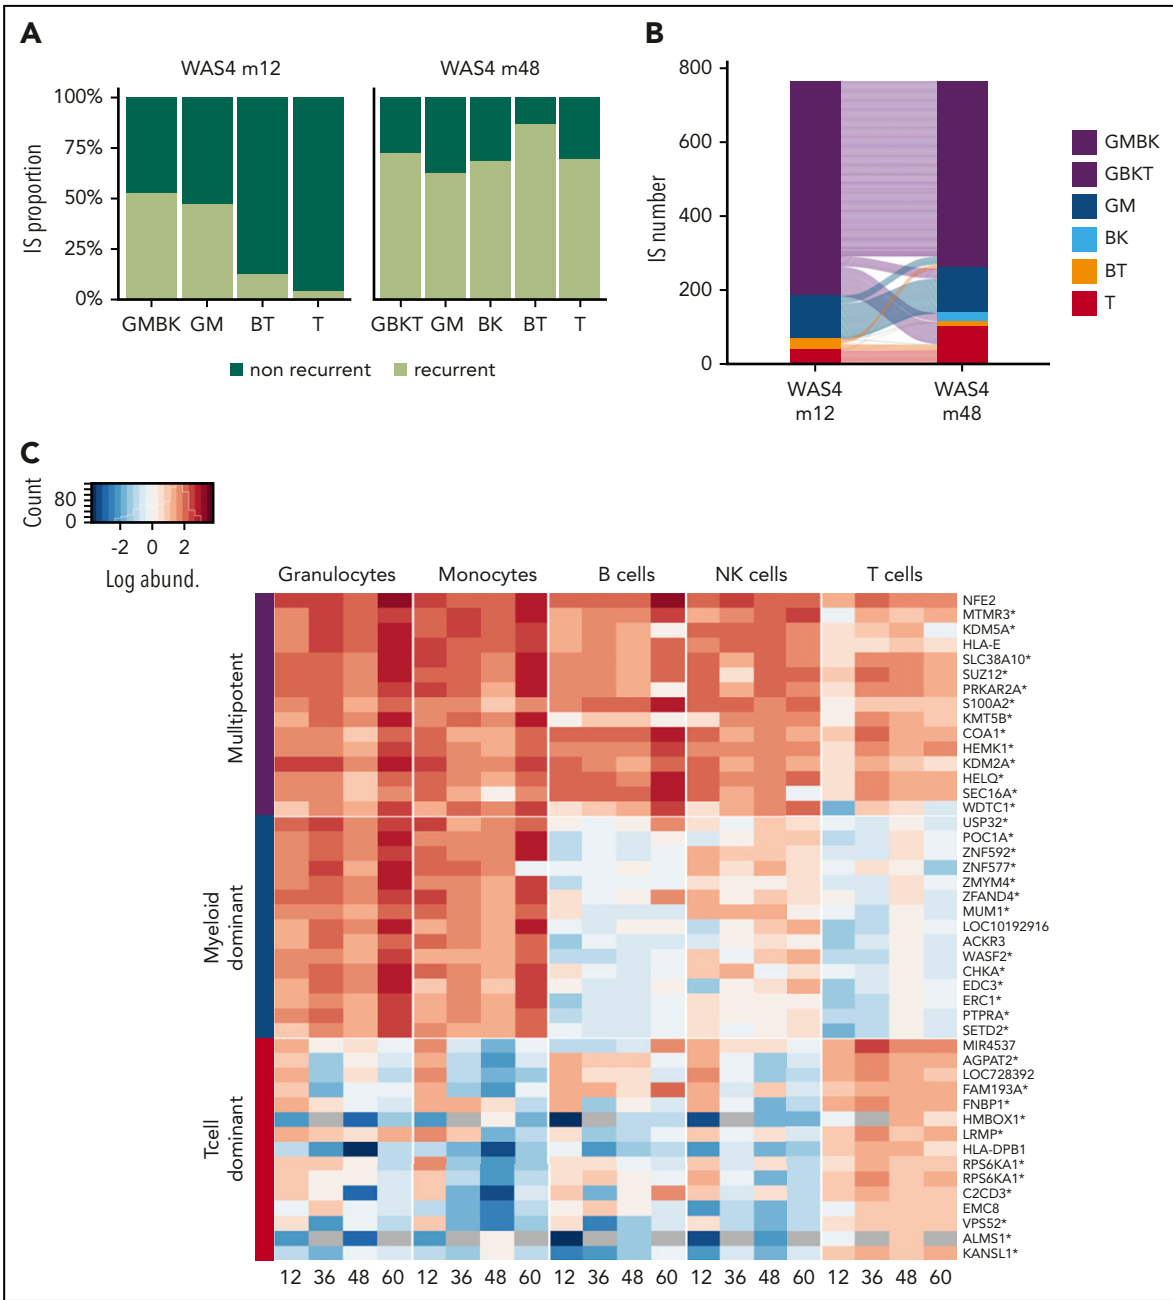 A
WAS4 m12
WAS4 m48
IS proportion
100%
75%
50%
25%
0%
GMBK GM BT T
GBKT GM BK BT T
non recurrent recurrent
B
IS number
800
600
400
200
0
WAS4 m12
WAS4 m48
GMBK
GBKT
GM
BK
BT
T
C
Count
80
0
-2 0 2
Log abund.
Granulocytes Monocytes B cells NK cells T cells
Mulltipotent
Myeloid dominant
Tcell dominant
NFE2
MTMR3*
KDM5A*
HLA-E
SLC38A10*
SUZ12*
PRKAR2A*
S100A2*
KMT5B*
COA1*
HEMK1*
KDM2A*
HELQ*
SEC16A*
WDTC1*
USP32*
POC1A*
ZNF592*
ZNF577*
ZMYM4*
ZFAND4*
MUM1*
LOC10192916
ACKR3
WASF2*
CHKA*
EDC3*
ERC1*
PTPRA*
SETD2*
MIR4537
AGPAT2*
LOC728392
FAM193A*
FNBP1*
HMBOX1*
LRMP*
HLA-DPB1
RPS6KA1*
RPS6KA1*
C2CD3*
EMC8
VPS52*
ALMS1*
KANSL1*
12 36 48 60 12 36 48 60 12 36 48 60 12 36 48 60 12 36 48 60